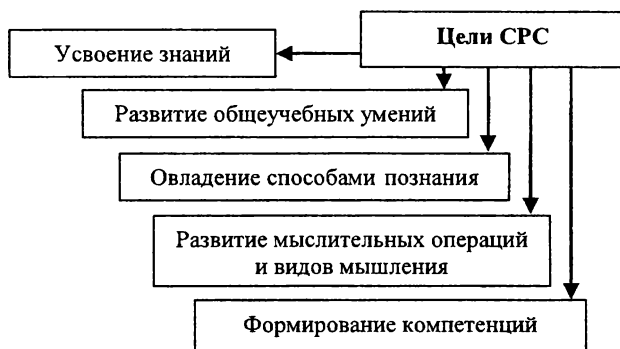 Цели СРС
Усвоение знаний
Развитие общеучебных умений
Овладение способами познания
Развитие мыслительных операций
и видов мышления
Формирование компетенций